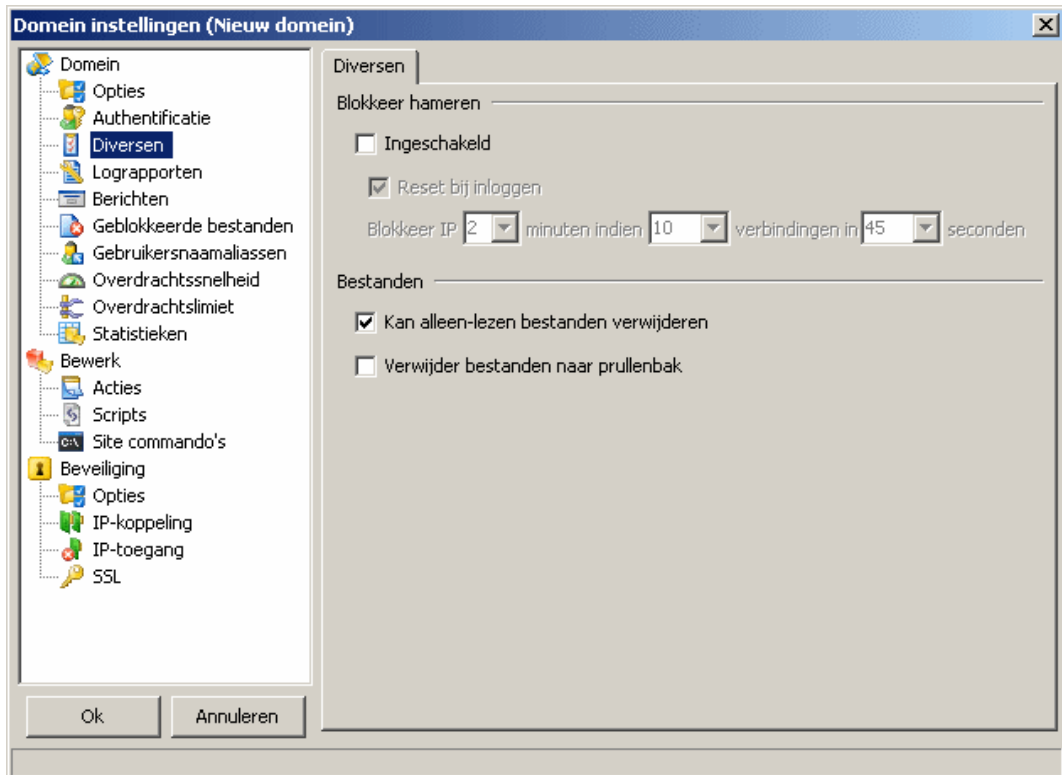 Domein instellingen (Nieuw domein)
Domein
Opties
Authentificatie
Diversen
Lograpporten
Berichten
Geblokkeerde bestanden
Gebruikersnaamaliassen
Overdrachtssnelheid
Overdrachtslimiet
Statistieken
Bewerk
Acties
Scripts
C:\ Site commando's
Beveiliging
Opties
IP-koppeling
IP-toegang
SSL
Ok
Annuleren
Diversen
Blokkeer hameren
Ingeschakeld
Reset bij inloggen
Blokkeer IP 2 minuten indien 10 verbindingen in 45 seconden
Bestanden
Kan alleen-lezen bestanden verwijderen
Verwijder bestanden naar prullenbak